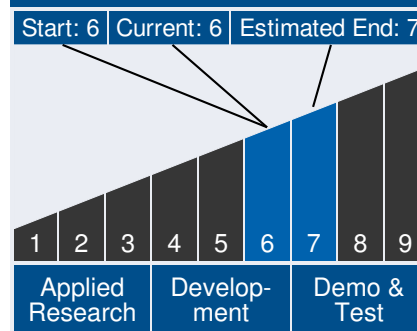 Start: 6 Current: 6 Estimated End: 7
1 2 3 4 5 6 7 8 9
Applied Research
Develop-
ment
Demo & Test